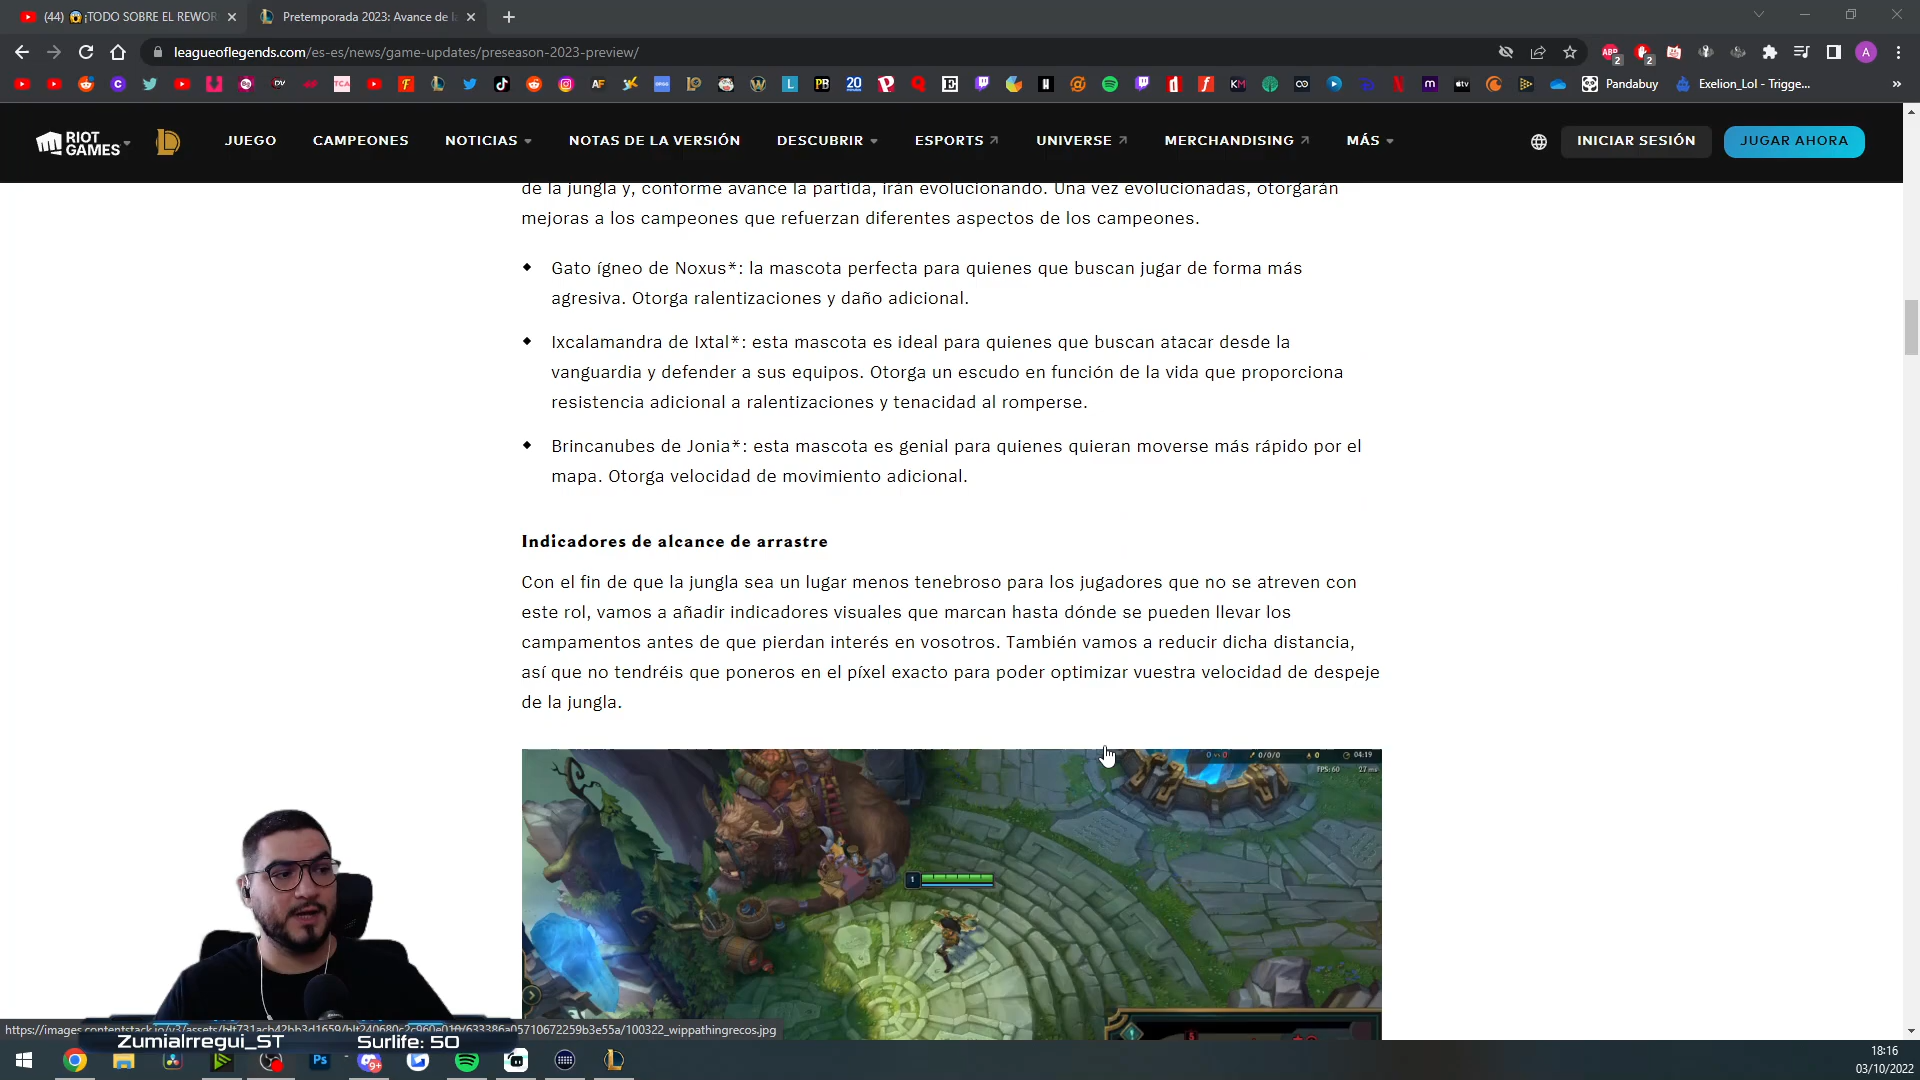 (44) 😱¡TODO SOBRE EL REWOR
Pretemporada 2023: Avance de la
leagueoflegends.com/es-es/news/game-updates/preseason-2023-preview/
Pandabuy
Exelion_Lol - Trigge...
RIOT GAMES
JUEGO
CAMPEONES
NOTICIAS
NOTAS DE LA VERSIÓN
DESCUBRIR
ESPORTS
UNIVERSE
MERCHANDISING
MÁS
INICIAR SESIÓN
JUGAR AHORA
de la jungla y, conforme avance la partida, irán evolucionando. Una vez evolucionadas, otorgarán
mejoras a los campeones que refuerzan diferentes aspectos de los campeones.
Gato ígneo de Noxus*: la mascota perfecta para quienes que buscan jugar de forma más
agresiva. Otorga ralentizaciones y daño adicional.
Ixcalamandra de Ixtal*: esta mascota es ideal para quienes que buscan atacar desde la
vanguardia y defender a sus equipos. Otorga un escudo en función de la vida que proporciona
resistencia adicional a ralentizaciones y tenacidad al romperse.
Brincanubes de Jonia*: esta mascota es genial para quienes quieran moverse más rápido por el
mapa. Otorga velocidad de movimiento adicional.
Indicadores de alcance de arrastre
Con el fin de que la jungla sea un lugar menos tenebroso para los jugadores que no se atreven con
este rol, vamos a añadir indicadores visuales que marcan hasta dónde se pueden llevar los
campamentos antes de que pierdan interés en vosotros. También vamos a reducir dicha distancia,
así que no tendréis que poneros en el píxel exacto para poder optimizar vuestra velocidad de despeje
de la jungla.
0/0/0
04:19
FPS: 60 27 ms
1
ZumiaIrregui_ST
Surlife: 50
18:16
03/10/2022